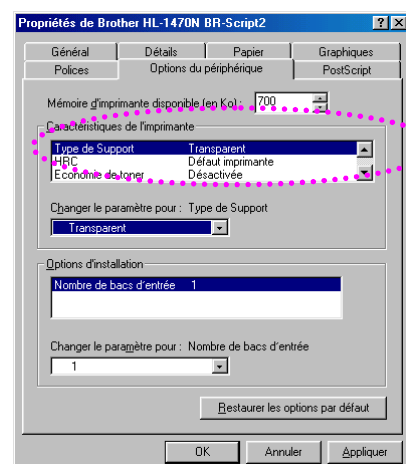 Propriétés de Brother HL-1470N BR-Script2
Général Détails Papier Graphiques
Polices Options du périphérique PostScript
Mémoire d'imprimante disponible (en Ko) : 700
Caractéristiques de l'imprimante
Type de Support Transparent
HRC Défaut imprimante
Economie de toner Désactivée
Changer le paramètre pour : Type de Support
Transparent
Options d'installation
Nombre de bacs d'entrée 1
Changer le paramètre pour : Nombre de bacs d'entrée
1
Restaurer les options par défaut
OK Annuler Appliquer